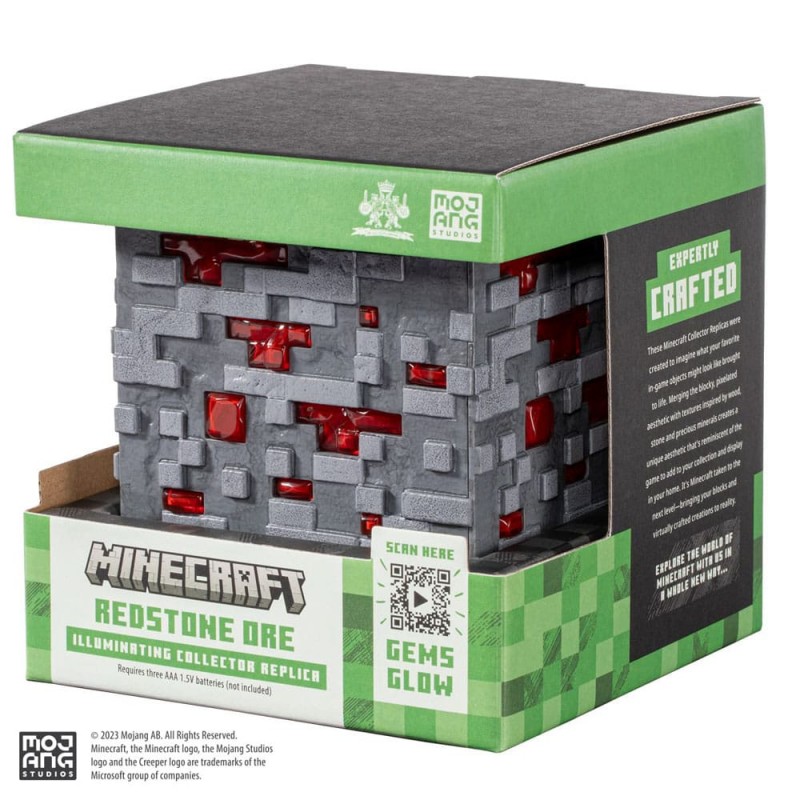 MOJ
ANG
STUDIOS
EXPERTLY
CRAFTED
These Minecraft Collector Replicas were
created to imagine what your favorite
in-game objects might look like brought
to life. Merging the blocky, pixelated
aesthetic with textures inspired by wood,
stone and precious minerals creates a
unique aesthetic that's reminiscent of the
game to add to your collection and display
in your home. It's Minecraft taken to the
next level—bringing your blocks and
virtually crafted creations to reality.
EXPLORE THE WORLD OF
MINECRAFT WITH US IN
A WHOLE NEW WAY...
MINECRAFT
REDSTONE ORE
ILLUMINATING COLLECTOR REPLICA
Requires three AAA 1.5V batteries (not included)
SCAN HERE
GEMS
GLOW
MOJ
ANG
STUDIOS
© 2023 Mojang AB. All Rights Reserved.
Minecraft, the Minecraft logo, the Mojang Studios
logo and the Creeper logo are trademarks of the
Microsoft group of companies.